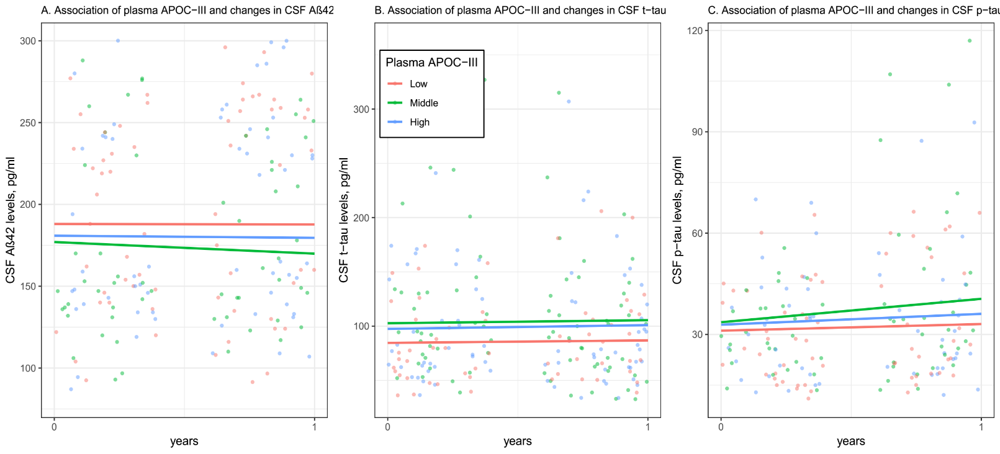 A. Association of plasma APOC−III and changes in CSF Aß42
CSF Aß42 levels, pg/ml
300
250
200
150
100
0
1
years
B. Association of plasma APOC−III and changes in CSF t−tau
CSF t−tau levels, pg/ml
300
200
100
Plasma APOC−III
Low
Middle
High
0
1
years
C. Association of plasma APOC−III and changes in CSF p−tau
CSF p−tau levels, pg/ml
120
90
60
30
0
1
years